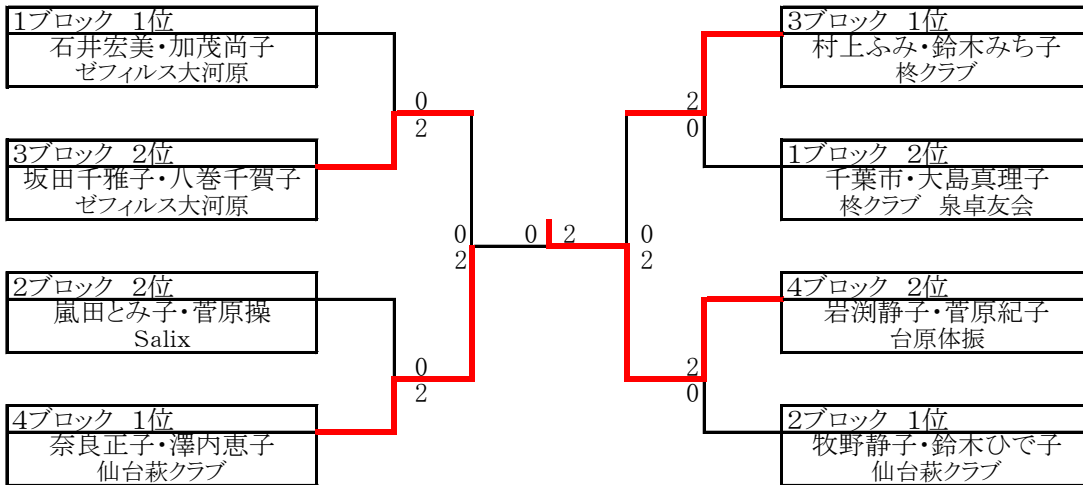 1ブロック 1位
石井宏美・加茂尚子
ゼフィルス大河原
3ブロック 2位
坂田千雅子・八巻千賀子
ゼフィルス大河原
2ブロック 2位
嵐田とみ子・菅原操
Salix
4ブロック 1位
奈良正子・澤内恵子
仙台萩クラブ
0
2
0
2
0
2
0 2
0
2
2
0
2
0
3ブロック 1位
村上ふみ・鈴木みち子
柊クラブ
1ブロック 2位
千葉市・大島真理子
柊クラブ 泉卓友会
4ブロック 2位
岩渕静子・菅原紀子
台原体振
2ブロック 1位
牧野静子・鈴木ひで子
仙台萩クラブ